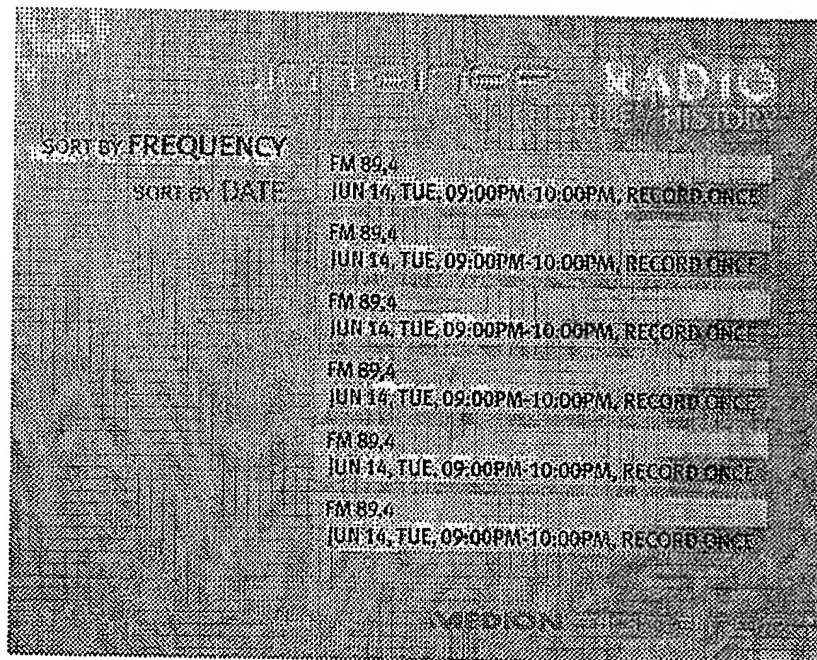 RADIO
HISTORY
SORT BY FREQUENCY
SORT BY DATE
FM 89,4
JUN 14, TUE, 09:00PM-10:00PM, RECORD ONCE
FM 89,4
JUN 14, TUE, 09:00PM-10:00PM, RECORD ONCE
FM 89,4
JUN 14, TUE, 09:00PM-10:00PM, RECORD ONCE
FM 89,4
JUN 14, TUE, 09:00PM-10:00PM, RECORD ONCE
FM 89,4
JUN 14, TUE, 09:00PM-10:00PM, RECORD ONCE
FM 89,4
JUN 14, TUE, 09:00PM-10:00PM, RECORD ONCE
MEDION